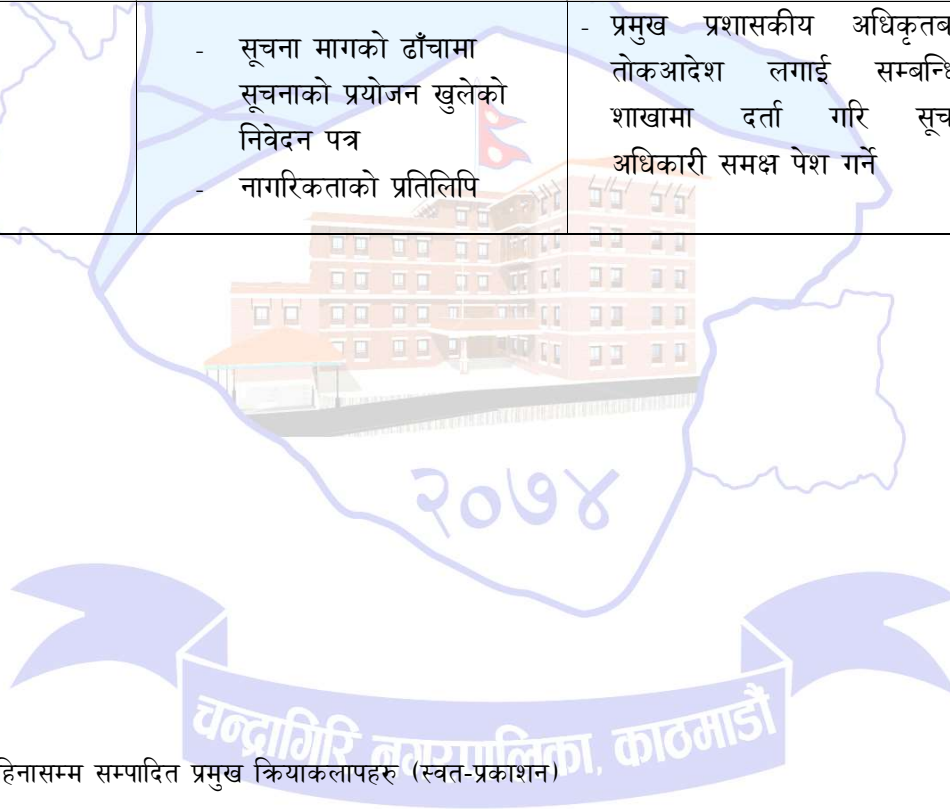 - सूचना मागको ढाँचामा
सूचनाको प्रयोजन खुलेको
निवेदन पत्र
- नागरिकताको प्रतिलिपि
- प्रमुख प्रशासकीय
तोकआदेश लगाई
शाखामा दर्ता गरि
अधिकारी समक्ष पेश गर्ने
२०७४
चन्द्रागिरि नगरपालिका, काठमाडौं
सम्पादित प्रमुख क्रियाकलापहरु (स्वत-प्रकाशन)